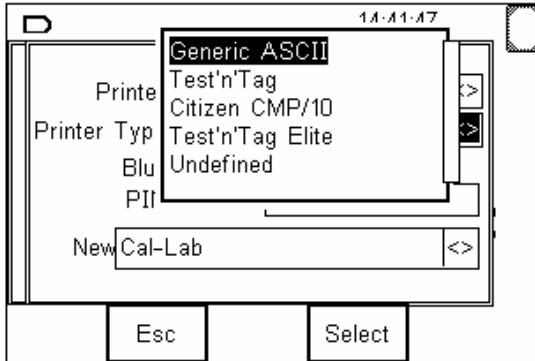 14:41:47
Generic ASCII
Test'n'Tag
Citizen CMP/10
Test'n'Tag Elite
Undefined
Printe
<>
Printer Typ
<>
Blu
PII
New Cal-Lab <>
Esc Select